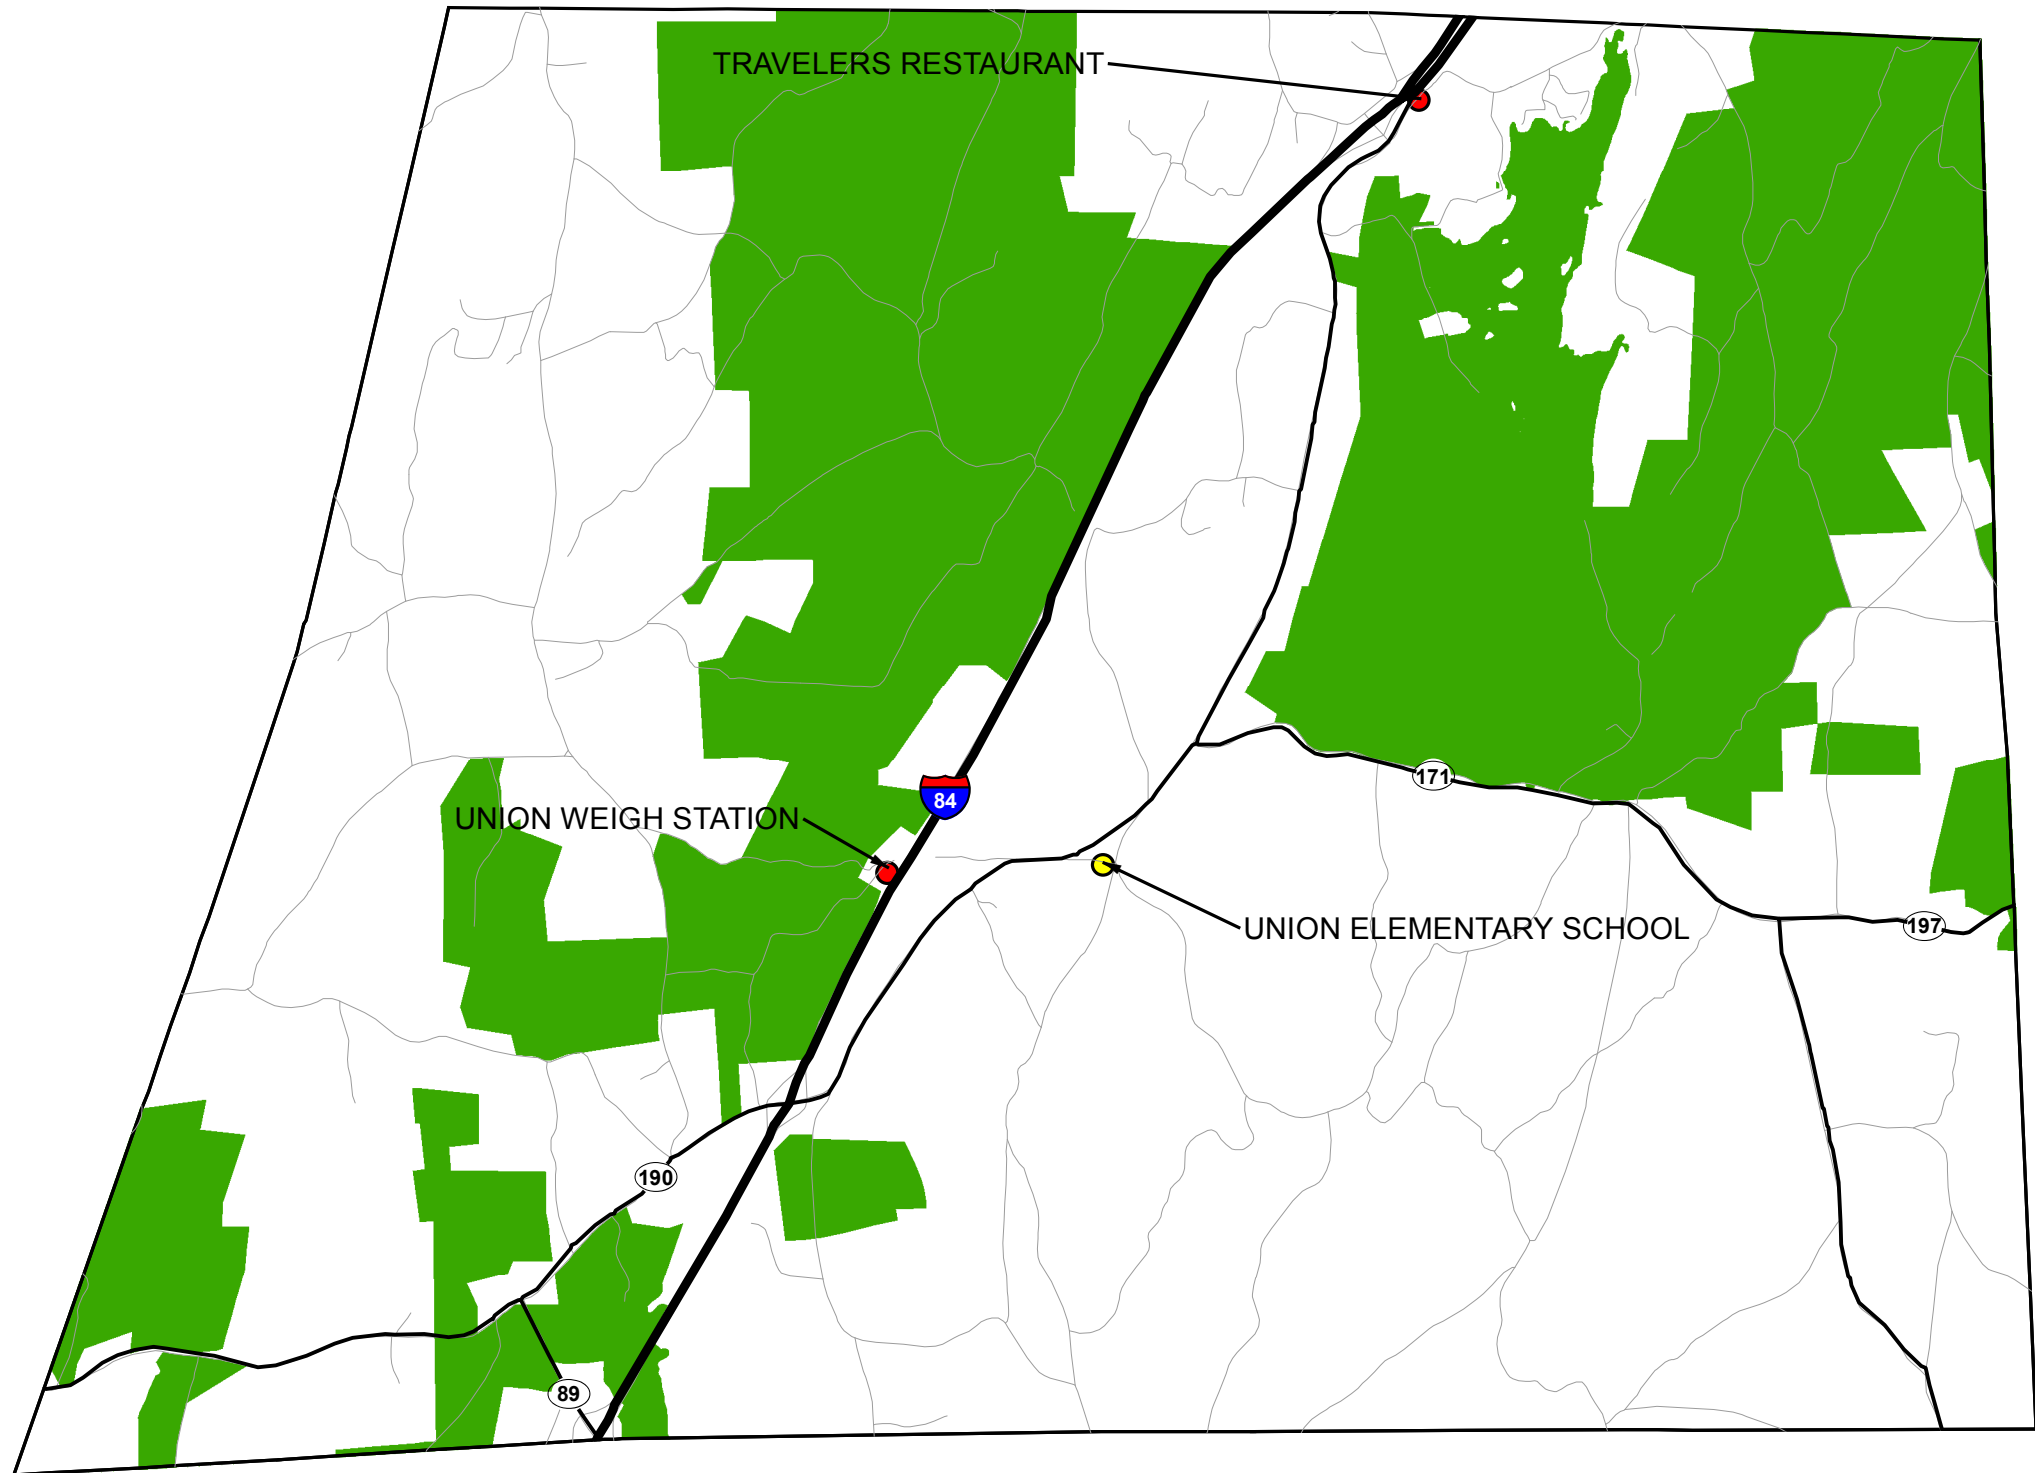 TRAVELERS RESTAURANT
171
84
UNION WEIGH STATION
UNION ELEMENTARY SCHOOL
197
190
89